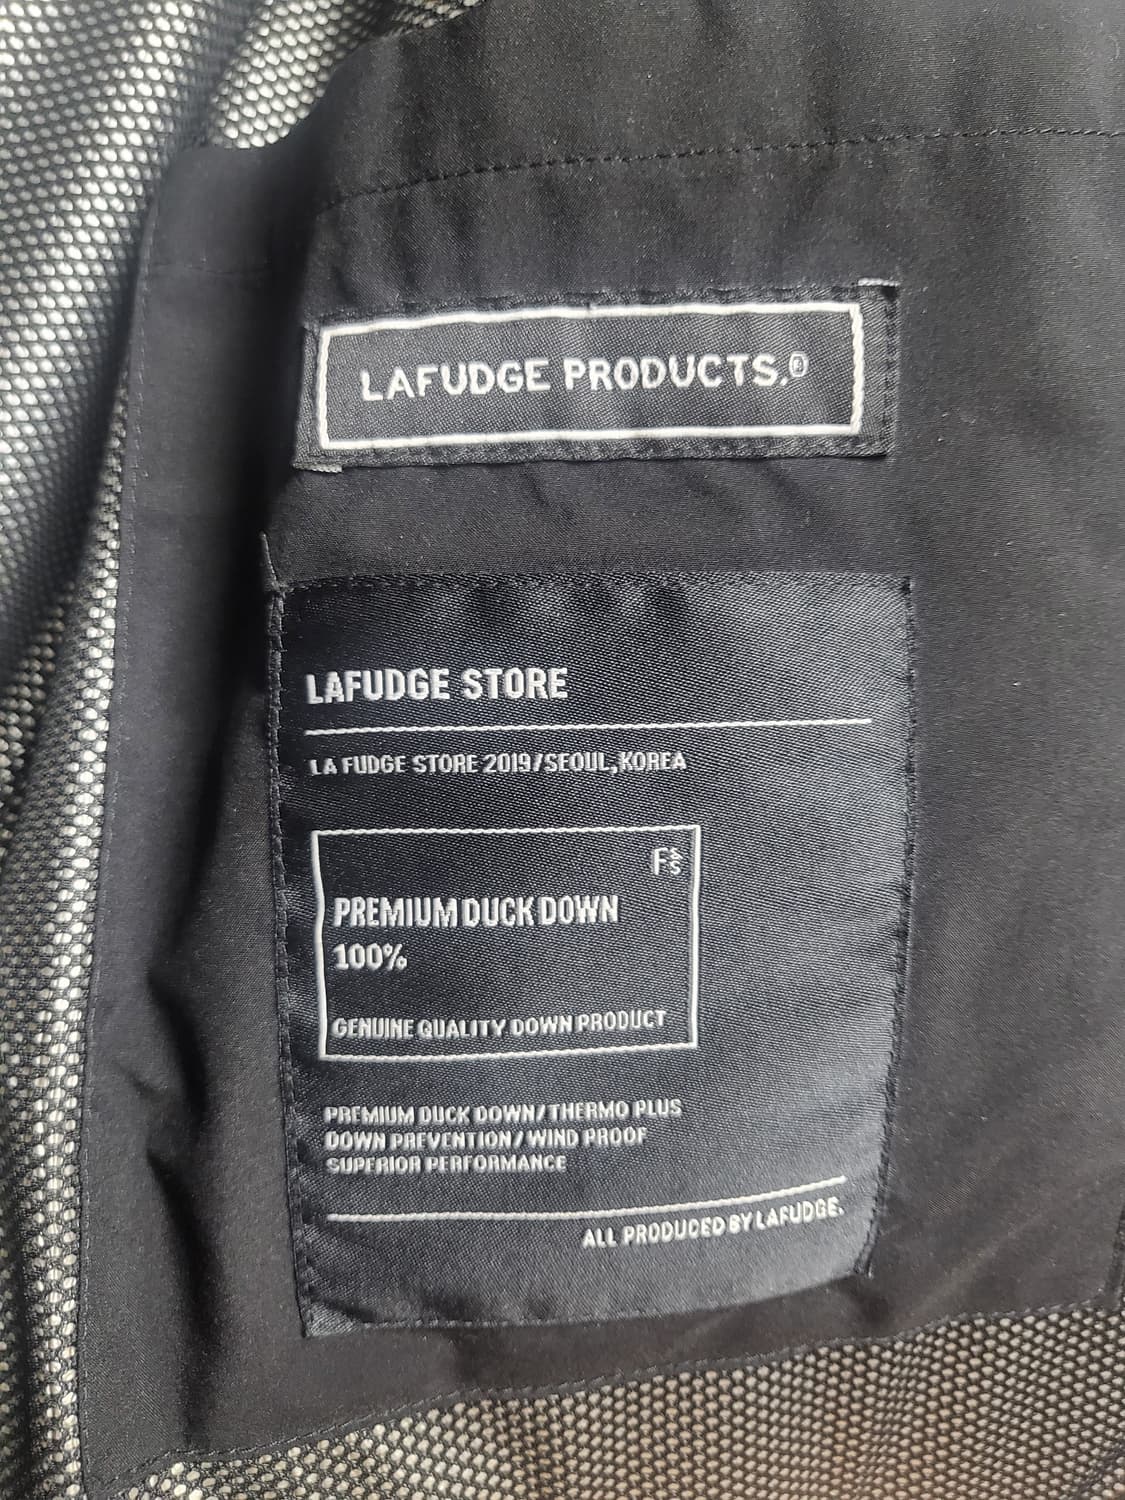 LAFUDGE PRODUCTS.®
LAFUDGE STORE
LA FUDGE STORE 2019/SEOUL,KOREA
FSS
PREMIUM DUCK DOWN
100%
GENUINE QUALITY DOWN PRODUCT
PREMIUM DUCK DOWN/THERMO PLUS
DOWN PREVENTION/WIND PROOF
SUPERIOR PERFORMANCE
ALL PRODUCED BY LAFUDGE.